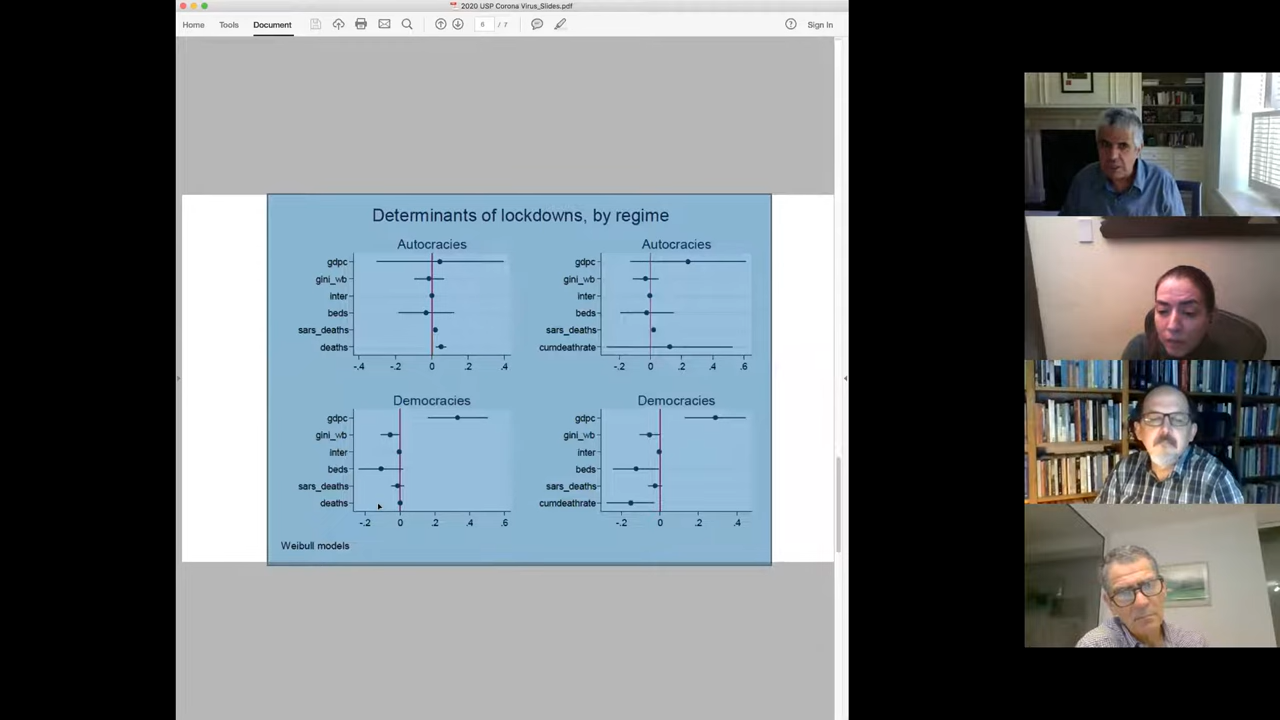 2020 USP Corona Virus_Slides.pdf
Home Tools Document 6 / 7 ? Sign In
Determinants of lockdowns, by regime
Autocracies
gdpc
gini_wb
inter
beds
sars_deaths
deaths
-.4 -.2 0 .2 .4
Autocracies
gdpc
gini_wb
inter
beds
sars_deaths
cumdeathrate
-.2 0 .2 .4 .6
Democracies
gdpc
gini_wb
inter
beds
sars_deaths
deaths
-.2 0 .2 .4 .6
Democracies
gdpc
gini_wb
inter
beds
sars_deaths
cumdeathrate
-.2 0 .2 .4
Weibull models